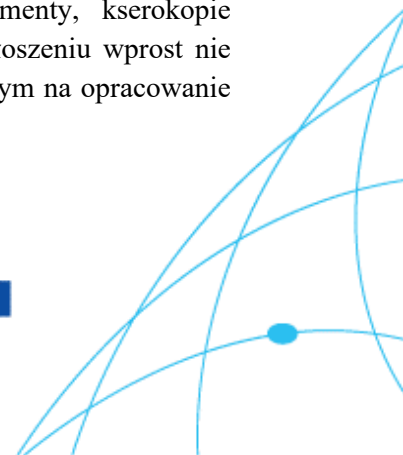 menty, kserokopie
oszeniu wprost nie
ym na opracowanie